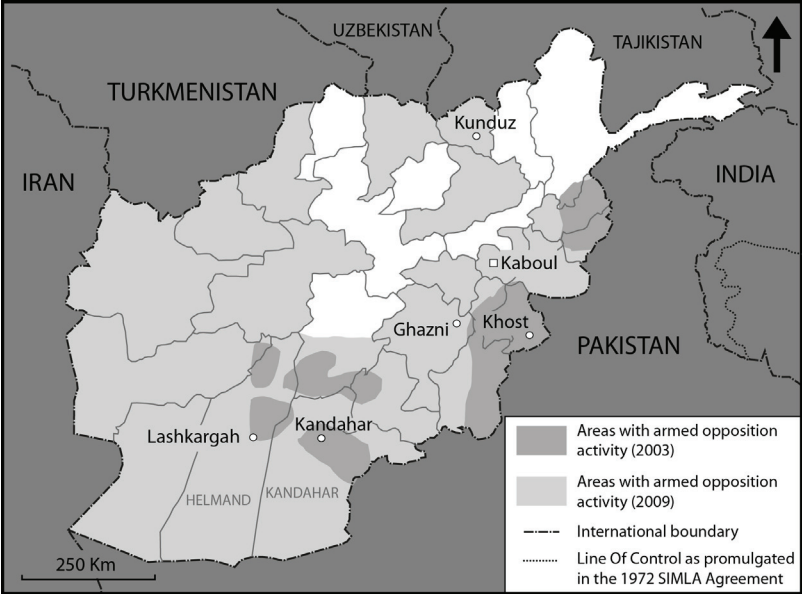 UZBEKISTAN
TAJIKISTAN
TURKMENISTAN
Kunduz
IRAN
INDIA
Kaboul
Ghazni
Khost
PAKISTAN
Lashkargah
Kandahar
HELMAND
KANDAHAR
250 Km
Areas with armed opposition
activity (2003)
Areas with armed opposition
activity (2009)
International boundary
Line Of Control as promulgated
in the 1972 SIMLA Agreement